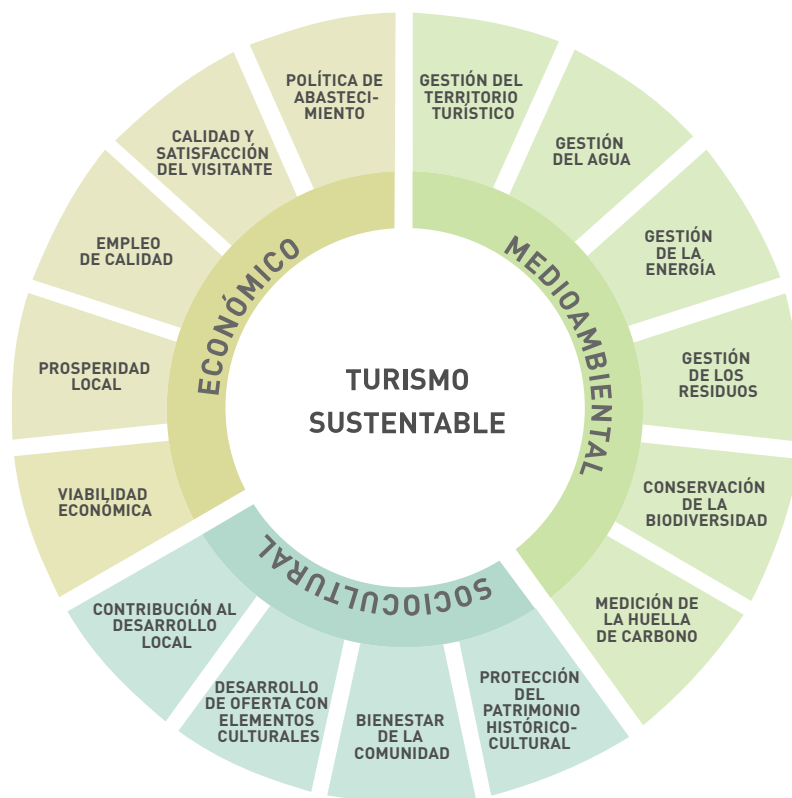 TURISMO
SUSTENTABLE
MEDIOAMBIENTAL
GESTIÓN DEL
TERRITORIO
TURÍSTICO
GESTIÓN
DEL AGUA
GESTIÓN
DE LA
ENERGÍA
GESTIÓN
DE LOS
RESIDUOS
CONSERVACIÓN
DE LA
BIODIVERSIDAD
MEDICIÓN DE
LA HUELLA
DE CARBONO
SOCIOCULTURAL
PROTECCIÓN
DEL
PATRIMONIO
HISTÓRICO-
CULTURAL
BIENESTAR
DE LA
COMUNIDAD
DESARROLLO
DE OFERTA CON
ELEMENTOS
CULTURALES
CONTRIBUCIÓN AL
DESARROLLO
LOCAL
ECONÓMICO
VIABILIDAD
ECONÓMICA
PROSPERIDAD
LOCAL
EMPLEO
DE CALIDAD
CALIDAD Y
SATISFACCIÓN
DEL VISITANTE
POLÍTICA DE
ABASTECI-
MIENTO